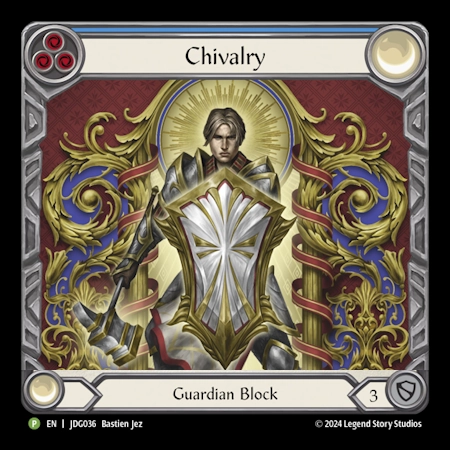 Chivalry
Guardian Block
3
P EN | JDG036 Bastien Jez
© 2024 Legend Story Studios